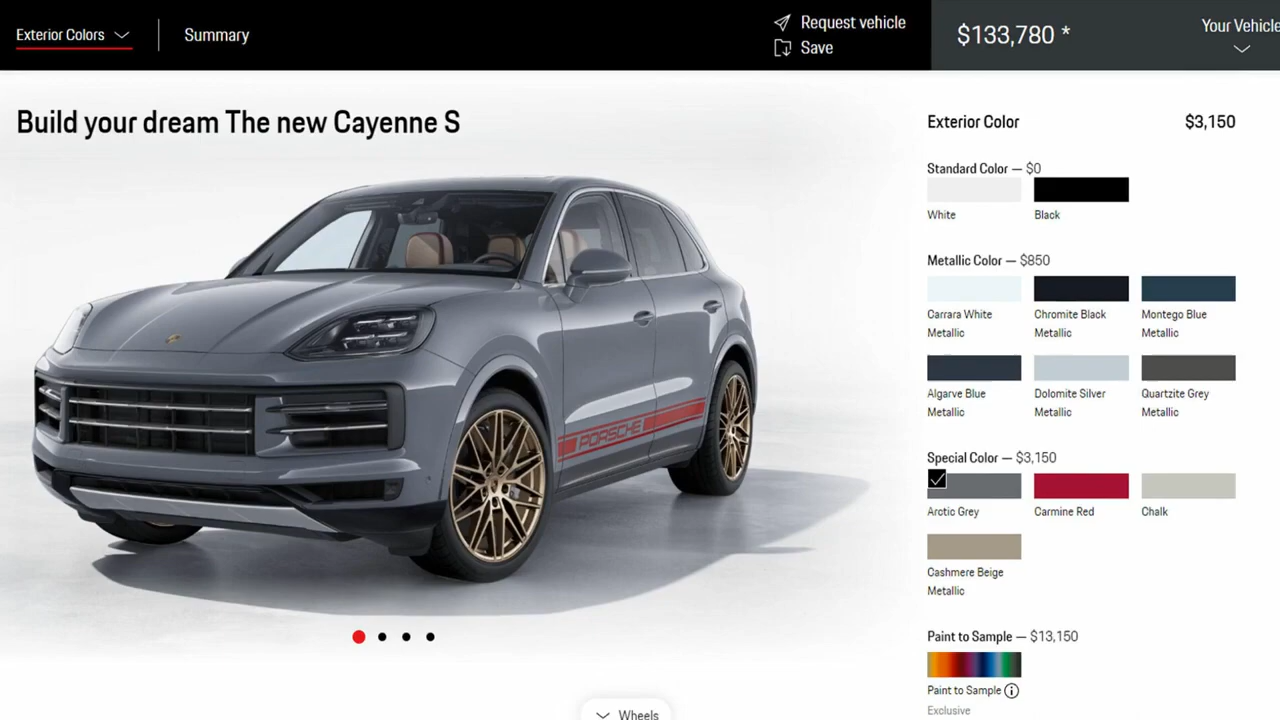 Exterior Colors
Summary
Request vehicle
Save
$133,780 *
Your Vehicle
Build your dream The new Cayenne S
PORSCHE
Exterior Color
$3,150
Standard Color — $0
White
Black
Metallic Color — $850
Carrara White
Metallic
Chromite Black
Metallic
Montego Blue
Metallic
Algarve Blue
Metallic
Dolomite Silver
Metallic
Quartzite Grey
Metallic
Special Color — $3,150
Arctic Grey
Carmine Red
Chalk
Cashmere Beige
Metallic
Paint to Sample — $13,150
Paint to Sample
Exclusive
Wheels